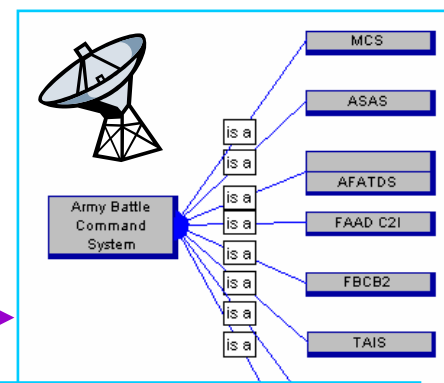 MCS
ASAS
is a
is a
AFATDS
is a
Army Battle
Command
System
is a
FAAD C2I
is a
FBCB2
is a
is a
TAIS
is a